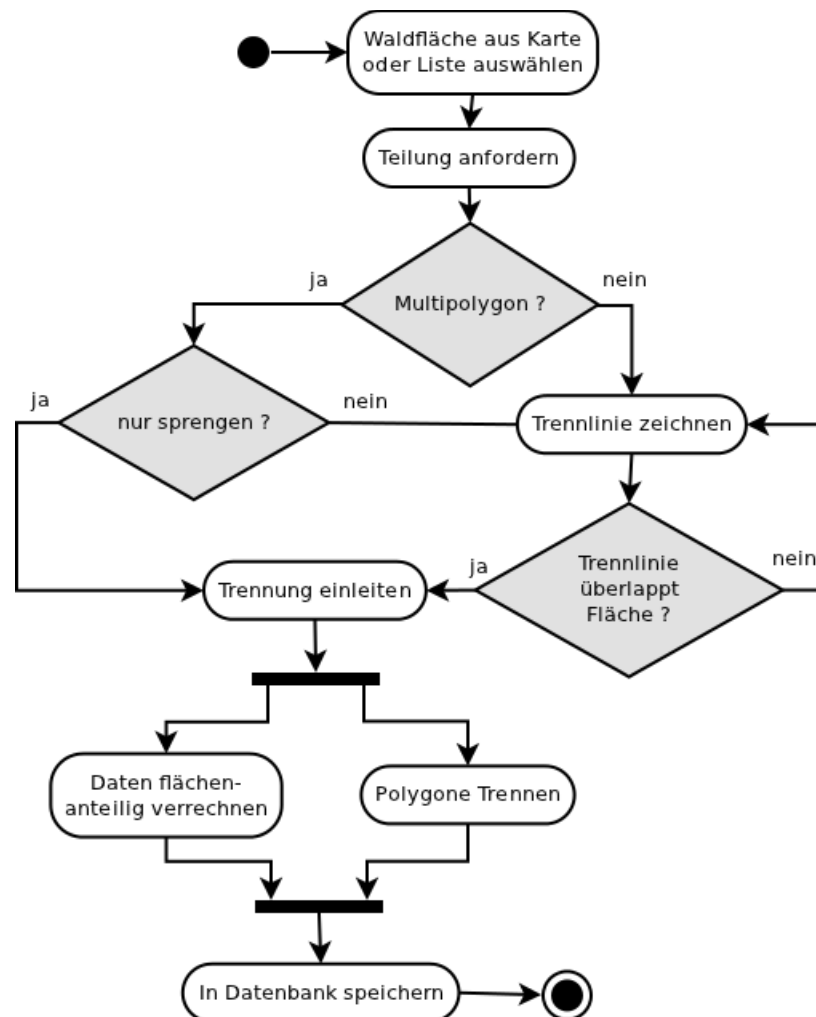 Waldfläche aus Karte
oder Liste auswählen
Teilung anfordern
ja
nein
Multipolygon ?
ja
nur sprengen ?
nein
Trennlinie zeichnen
Trennung einleiten
ja
Trennlinie
überlappt
Fläche ?
nein
Daten flächen-
anteilig verrechnen
Polygone Trennen
In Datenbank speichern